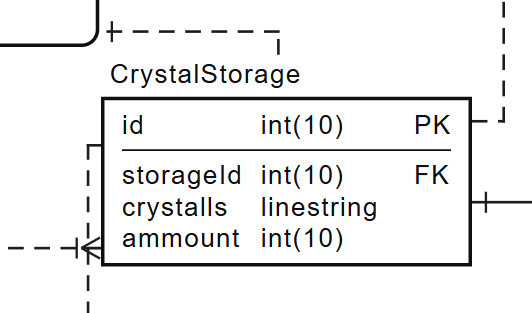 CrystalStorage
id int(10) PK
storageId int(10) FK
crystalls linestring
ammount int(10)